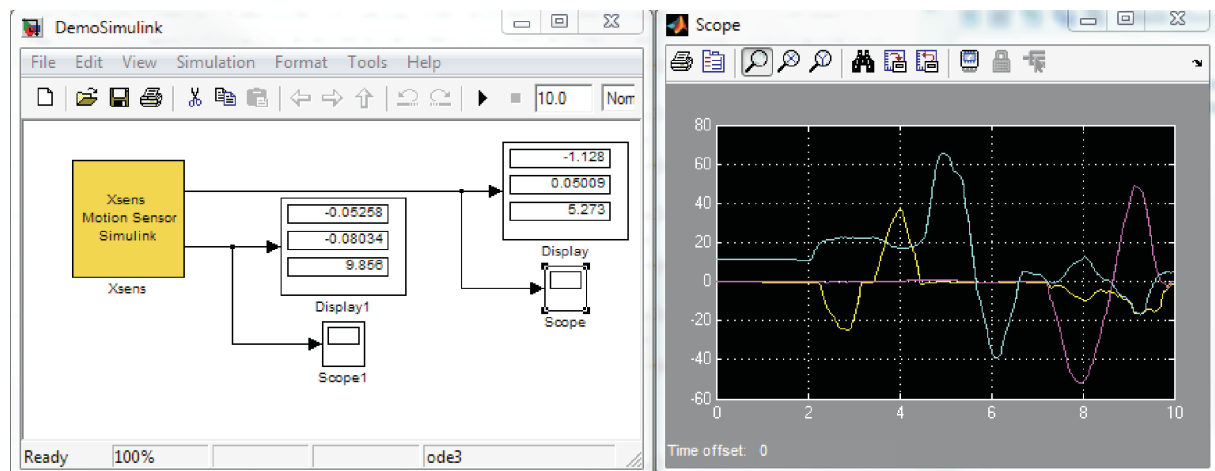 DemoSimulink
File Edit View Simulation Format Tools Help
10.0 Nom
Xsens
Motion Sensor
Simulink
Xsens
-0.05258
-0.08034
9.856
Display1
Scope1
-1.128
0.05009
5.273
Display
Scope
Ready 100% ode3
Scope
80
60
40
20
0
-20
-40
-60
0 2 4 6 8 10
Time offset: 0